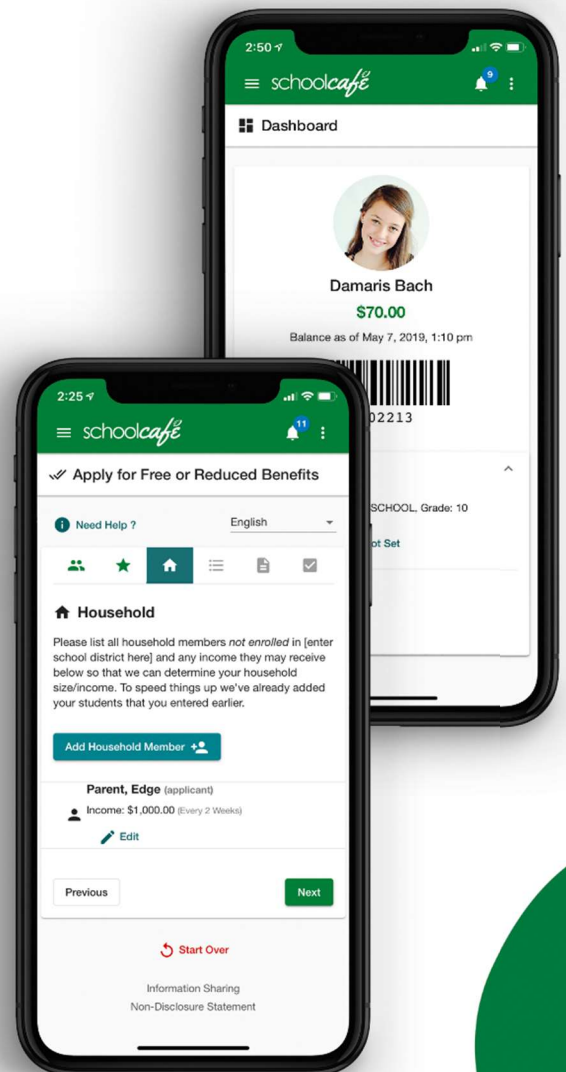 2:50
schoolcafé
9
Dashboard
Damaris Bach
$70.00
Balance as of May 7, 2019, 1:10 pm
02213
SCHOOL, Grade: 10
ot Set
2:25
schoolcafé
11
Apply for Free or Reduced Benefits
Need Help ?
English
Household
Please list all household members not enrolled in [enter
school district here] and any income they may receive
below so that we can determine your household
size/income. To speed things up we've already added
your students that you entered earlier.
Add Household Member
Parent, Edge (applicant)
Income: $1,000.00 (Every 2 Weeks)
Edit
Previous
Next
Start Over
Information Sharing
Non-Disclosure Statement